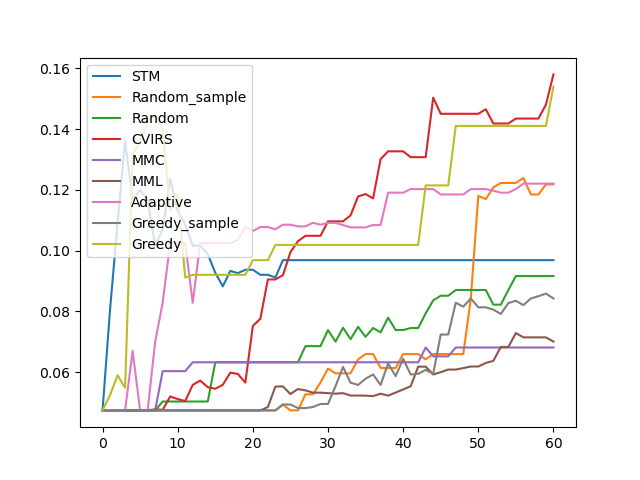 0.16
0.14
0.12
0.10
0.08
0.06
STM
Random_sample
Random
CVIRS
MMC
MML
Adaptive
Greedy_sample
Greedy
0 10 20 30 40 50 60